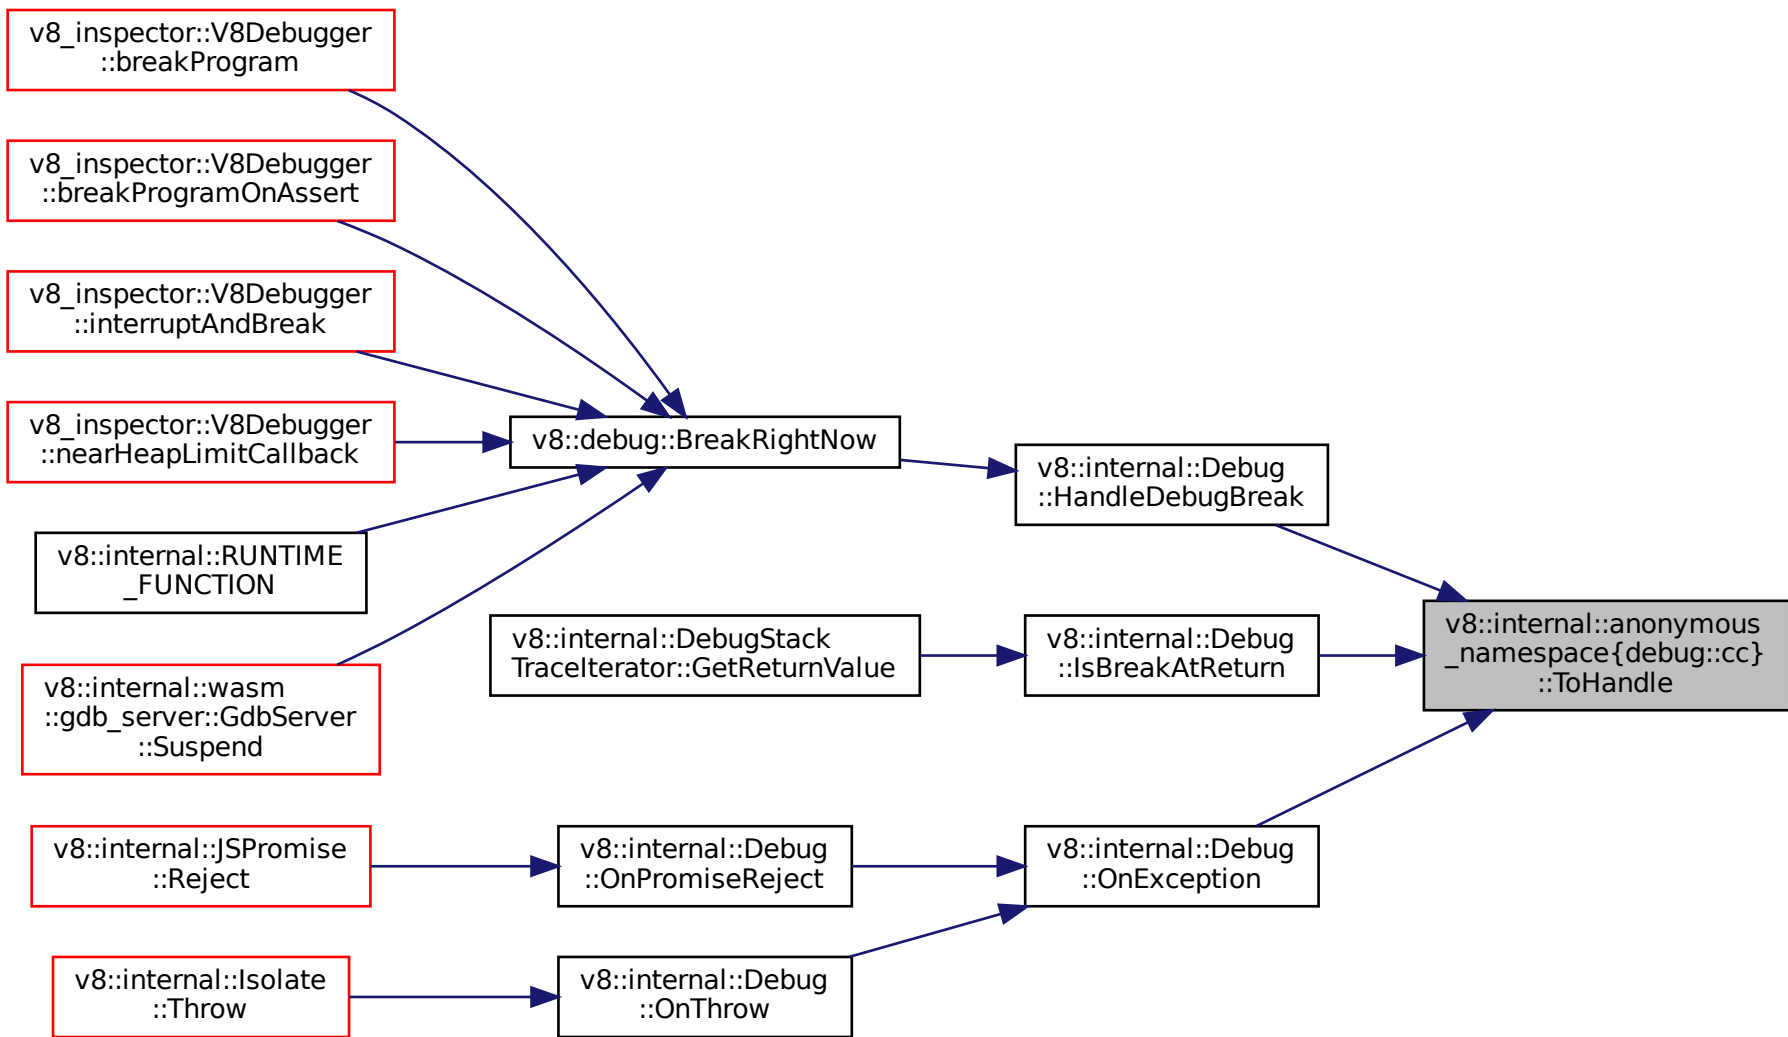 v8_inspector::V8Debugger
::breakProgram
v8_inspector::V8Debugger
::breakProgramOnAssert
v8_inspector::V8Debugger
::interruptAndBreak
v8_inspector::V8Debugger
::nearHeapLimitCallback
v8::internal::RUNTIME
_FUNCTION
v8::internal::wasm
::gdb_server::GdbServer
::Suspend
v8::internal::JSPromise
::Reject
v8::internal::Isolate
::Throw
v8::debug::BreakRightNow
v8::internal::DebugStack
TraceIterator::GetReturnValue
v8::internal::Debug
::OnPromiseReject
v8::internal::Debug
::OnThrow
v8::internal::Debug
::HandleDebugBreak
v8::internal::Debug
::IsBreakAtReturn
v8::internal::Debug
::OnException
v8::internal::anonymous
_namespace{debug::cc}
::ToHandle